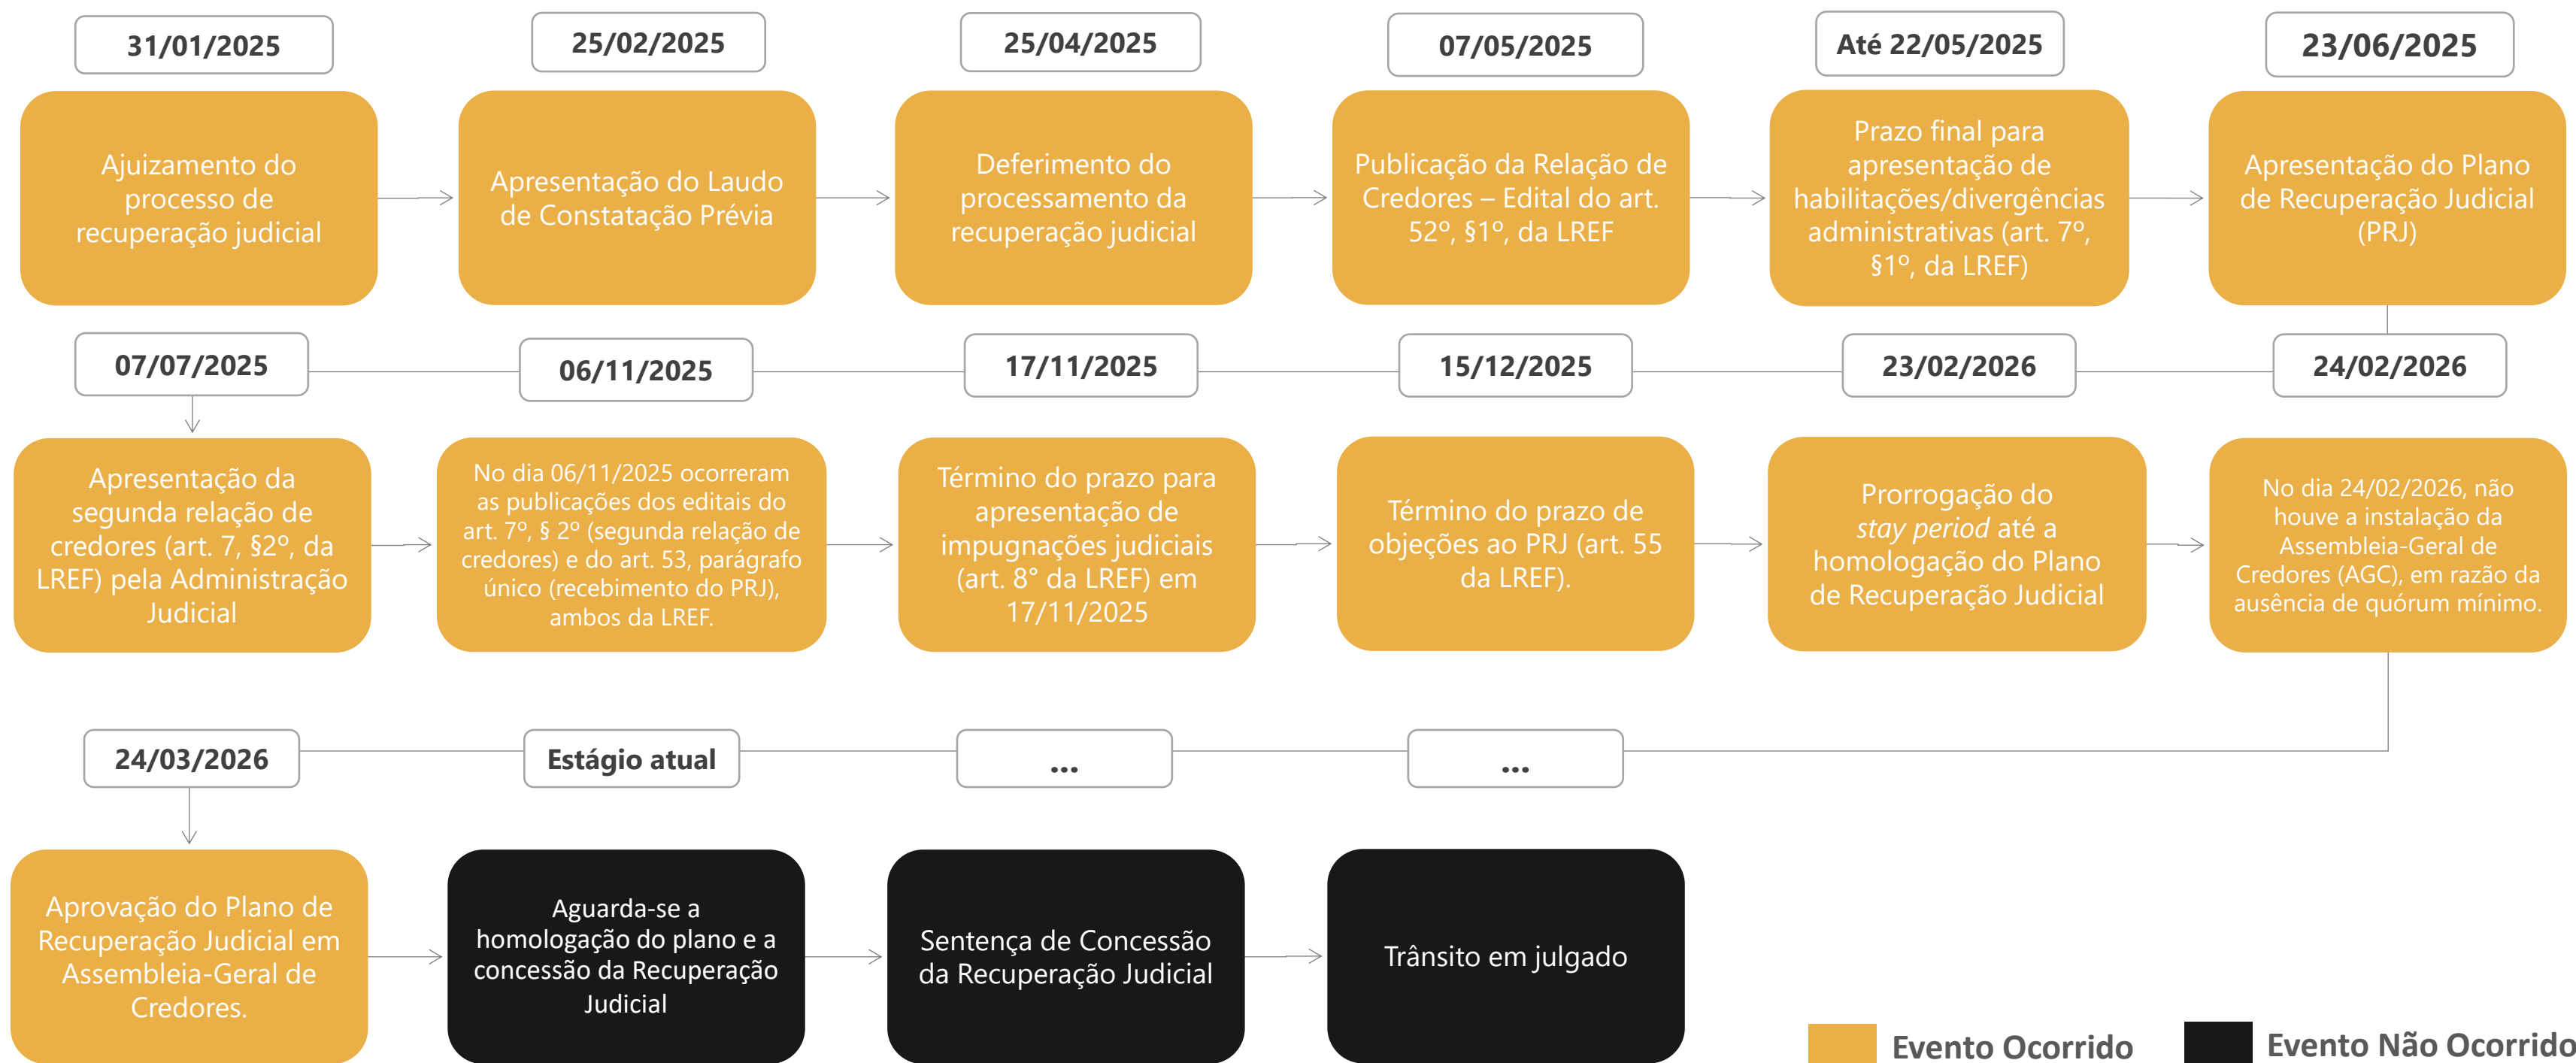 31/01/2025
25/02/2025
25/04/2025
07/05/2025
Até 22/05/2025
23/06/2025
Ajuizamento do
processo de
recuperação judicial
Apresentação do Laudo
de Constatação Prévia
Deferimento do
processamento da
recuperação judicial
Publicação da Relação de
Credores – Edital do art.
52º, §1º, da LREF
Prazo final para
apresentação de
habilitações/divergências
administrativas (art. 7º,
§1º, da LREF)
Apresentação do Plano
de Recuperação Judicial
(PRJ)
07/07/2025
06/11/2025
17/11/2025
15/12/2025
23/02/2026
24/02/2026
Apresentação da
segunda relação de
credores (art. 7, §2º, da
LREF) pela Administração
Judicial
No dia 06/11/2025 ocorreram
as publicações dos editais do
art. 7º, § 2º (segunda relação de
credores) e do art. 53, parágrafo
único (recebimento do PRJ),
ambos da LREF.
Término do prazo para
apresentação de
impugnações judiciais
(art. 8° da LREF) em
17/11/2025
Término do prazo de
objeções ao PRJ (art. 55
da LREF).
Prorrogação do
stay period até a
homologação do Plano
de Recuperação Judicial
No dia 24/02/2026, não
houve a instalação da
Assembleia-Geral de
Credores (AGC), em razão da
ausência de quórum mínimo.
24/03/2026
Estágio atual
...
...
Aprovação do Plano de
Recuperação Judicial em
Assembleia-Geral de
Credores.
Aguarda-se a
homologação do plano e a
concessão da Recuperação
Judicial
Sentença de Concessão
da Recuperação Judicial
Trânsito em julgado
Evento Ocorrido
Evento Não Ocorrido